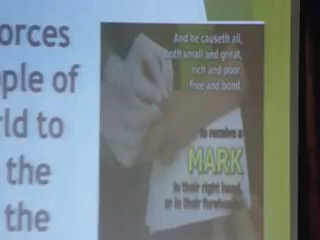 orces
ple of
rld to
the
the
And he causeth all,
both small and great,
rich and poor,
free and bond,
to receive a
MARK
in their right hand,
or in their foreheads